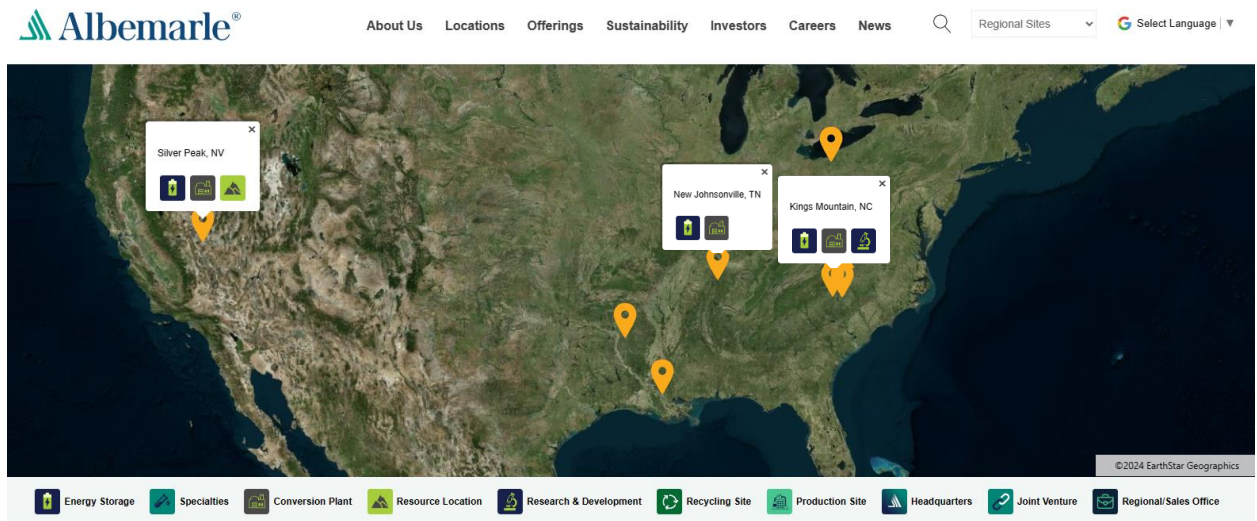 Albemarle®
About Us Locations Offerings Sustainability Investors Careers News Regional Sites G Select Language ▼
×
Silver Peak, NV
×
New Johnsonville, TN
×
Kings Mountain, NC
©2024 EarthStar Geographics
Energy Storage Specialties Conversion Plant Resource Location Research & Development Recycling Site Production Site Headquarters Joint Venture Regional/Sales Office